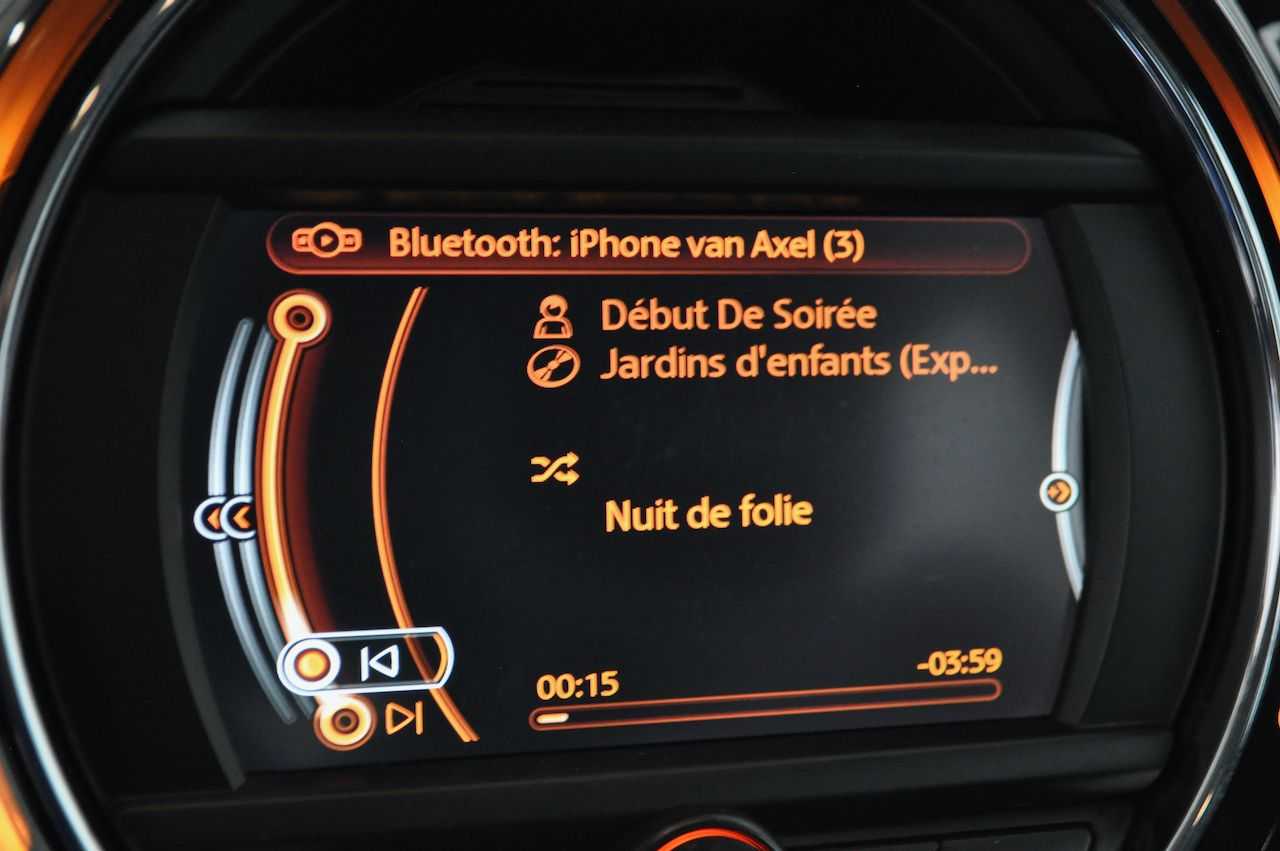 Bluetooth: iPhone van Axel (3)
Début De Soirée
Jardins d'enfants (Exp...
Nuit de folie
00:15
-03:59